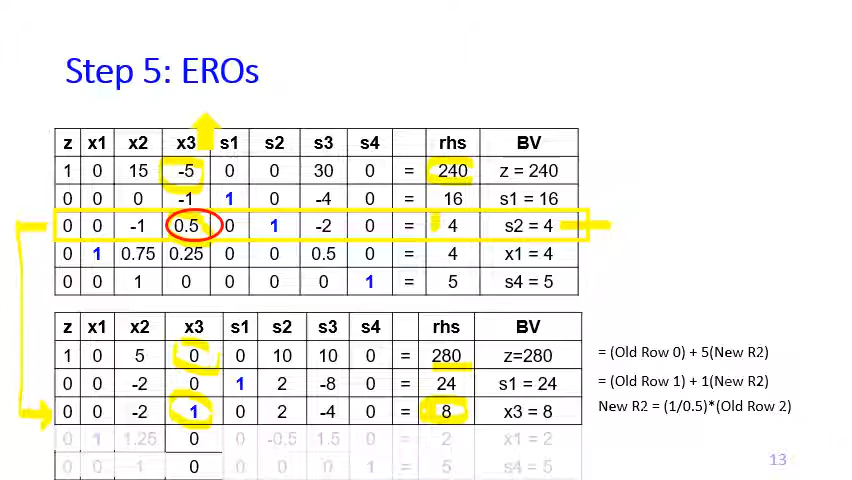 Step 5: EROs
z x1 x2 x3 s1 s2 s3 s4 rhs BV
1 0 15 -5 0 0 30 0 = 240 z = 240
0 0 0 -1 1 0 -4 0 = 16 s1 = 16
0 0 -1 0.5 0 1 -2 0 = 4 s2 = 4
0 1 0.75 0.25 0 0 0.5 0 = 4 x1 = 4
0 0 1 0 0 0 0 1 = 5 s4 = 5
z x1 x2 x3 s1 s2 s3 s4 rhs BV
1 0 5 0 0 10 10 0 = 280 z=280 = (Old Row 0) + 5(New R2)
0 0 -2 0 1 2 -8 0 = 24 s1 = 24 = (Old Row 1) + 1(New R2)
0 0 -2 1 0 2 -4 0 = 8 x3 = 8 New R2 = (1/0.5)*(Old Row 2)
0 1 1.25 0 0 -0.5 1.5 0 = 2 x1 = 2
0 0 1 0 0 0 0 1 = 5 s4 = 5
13